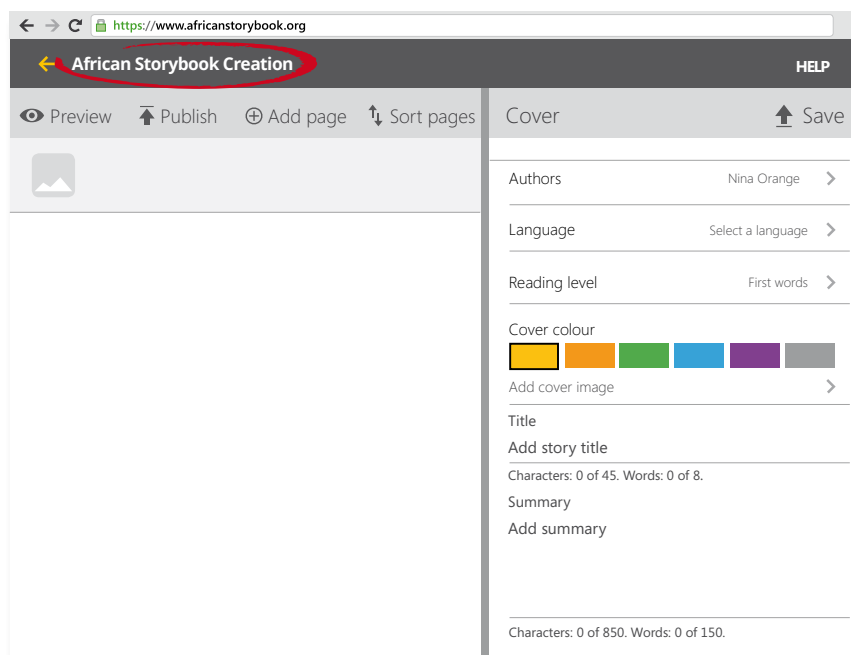 https://www.africanstorybook.org
African Storybook Creation
HELP
Preview Publish Add page Sort pages
Cover Save
Authors Nina Orange
Language Select a language
Reading level First words
Cover colour
Add cover image
Title
Add story title
Characters: 0 of 45. Words: 0 of 8.
Summary
Add summary
Characters: 0 of 850. Words: 0 of 150.